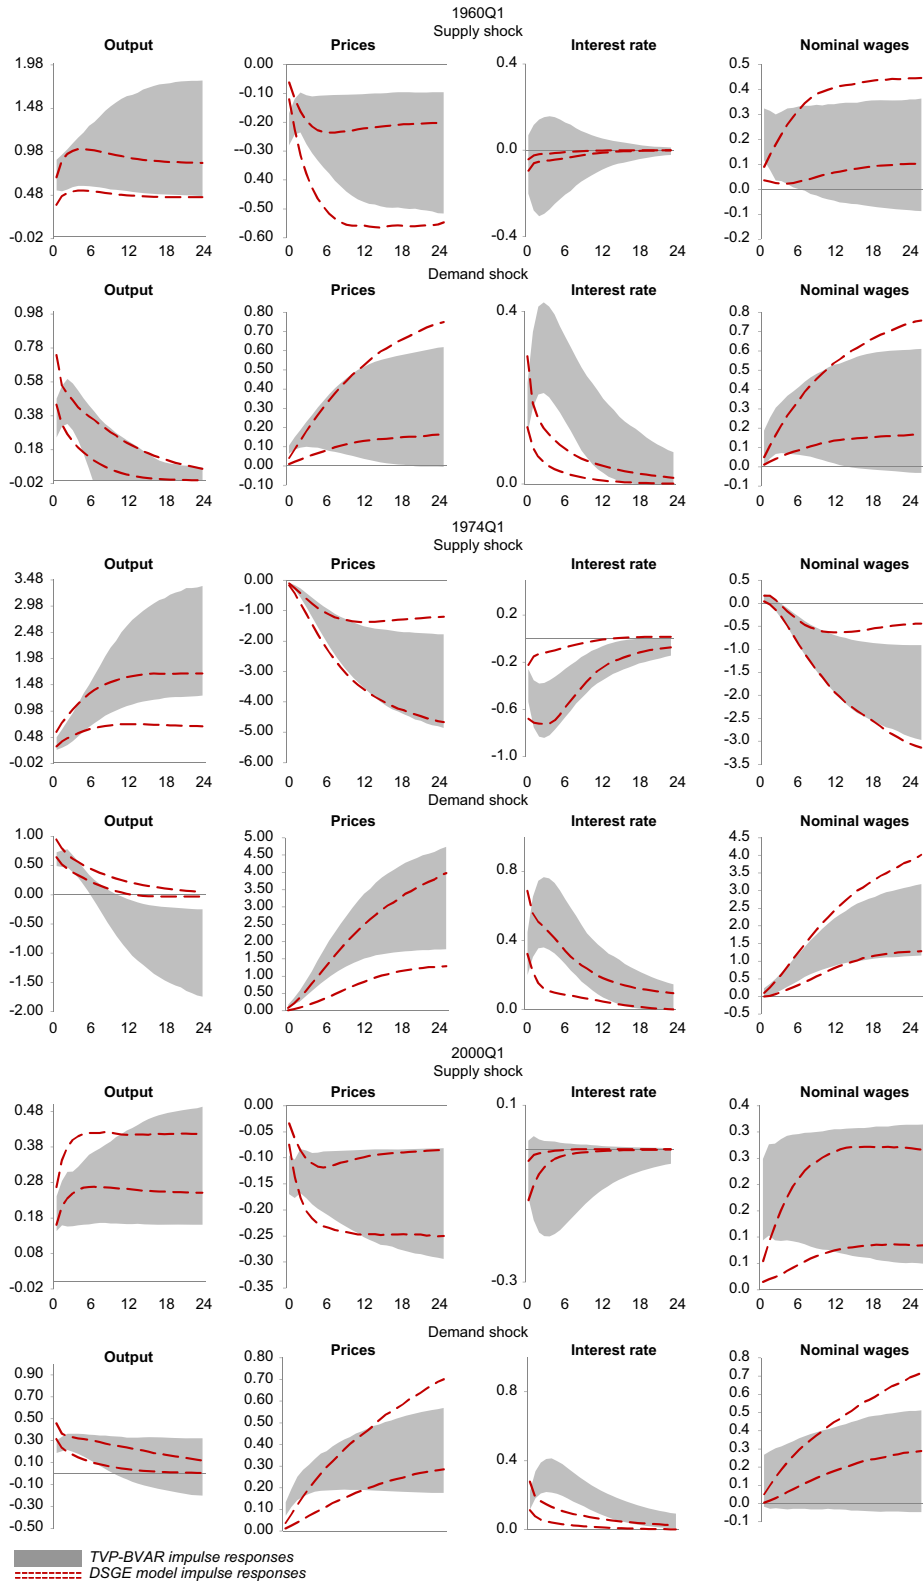 1960Q1
Supply shock
Output Prices Interest rate Nominal wages
1.98 0.00 0.4 0.5
1.48 -0.10 0.4
0.98 -0.20 0.3
-- 0.0 0.2
0.48 -0.30 0.1
-0.40 0.0
-0.50 -0.1
-0.02 -0.60 -0.4 -0.2
0 6 12 18 24 0 6 12 18 24 0 6 12 18 24 0 6 12 18 24
Demand shock
Output Prices Interest rate Nominal wages
0.98 0.80 0.4 0.8
0.78 0.70 0.7
0.58 0.60 0.6
0.38 0.50 0.5
0.18 0.40 0.4
-0.02 0.30 0.3
0.20 0.2
0.10 0.1
0.00 0.0 0.0
-0.10 -0.1
0 6 12 18 24 0 6 12 18 24 0 6 12 18 24 0 6 12 18 24
1974Q1
Supply shock
Output Prices Interest rate Nominal wages
3.48 0.00 0.2 0.5
2.98 -1.00 0.0
2.48 -2.00 -0.2 -0.5
1.98 -3.00 -1.0
1.48 -4.00 -0.6 -1.5
0.98 -5.00 -2.0
0.48 -6.00 -1.0 -2.5
-0.02 -3.0
-3.5
0 6 12 18 24 0 6 12 18 24 0 6 12 18 24 0 6 12 18 24
Demand shock
Output Prices Interest rate Nominal wages
1.00 5.00 0.8 4.5
0.50 4.50 4.0
0.00 4.00 3.5
-0.50 3.50 3.0
-1.00 3.00 0.4 2.5
-1.50 2.50 2.0
-2.00 2.00 1.5
1.50 1.0
1.00 0.5
0.50 0.0
0.00 0.0 -0.5
0 6 12 18 24 0 6 12 18 24 0 6 12 18 24 0 6 12 18 24
2000Q1
Supply shock
Output Prices Interest rate Nominal wages
0.48 0.00 0.1 0.4
0.38 -0.05 0.3
0.28 -0.10 0.3
0.18 -0.15 0.2
0.08 -0.20 0.2
-0.02 -0.25 0.1
-0.30 0.1
-0.35 -0.3 0.0
0 6 12 18 24 0 6 12 18 24 0 6 12 18 24 0 6 12 18 24
Demand shock
Output Prices Interest rate Nominal wages
0.90 0.80 0.8 0.8
0.70 0.70 0.7
0.50 0.60 0.6
0.30 0.50 0.5
0.10 0.40 0.4 0.4
-0.10 0.30 0.3
-0.30 0.20 0.2
-0.50 0.10 0.1
0.00 0.0 0.0
-0.1
0 6 12 18 24 0 6 12 18 24 0 6 12 18 24 0 6 12 18 24
TVP-BVAR impulse responses
DSGE model impulse responses